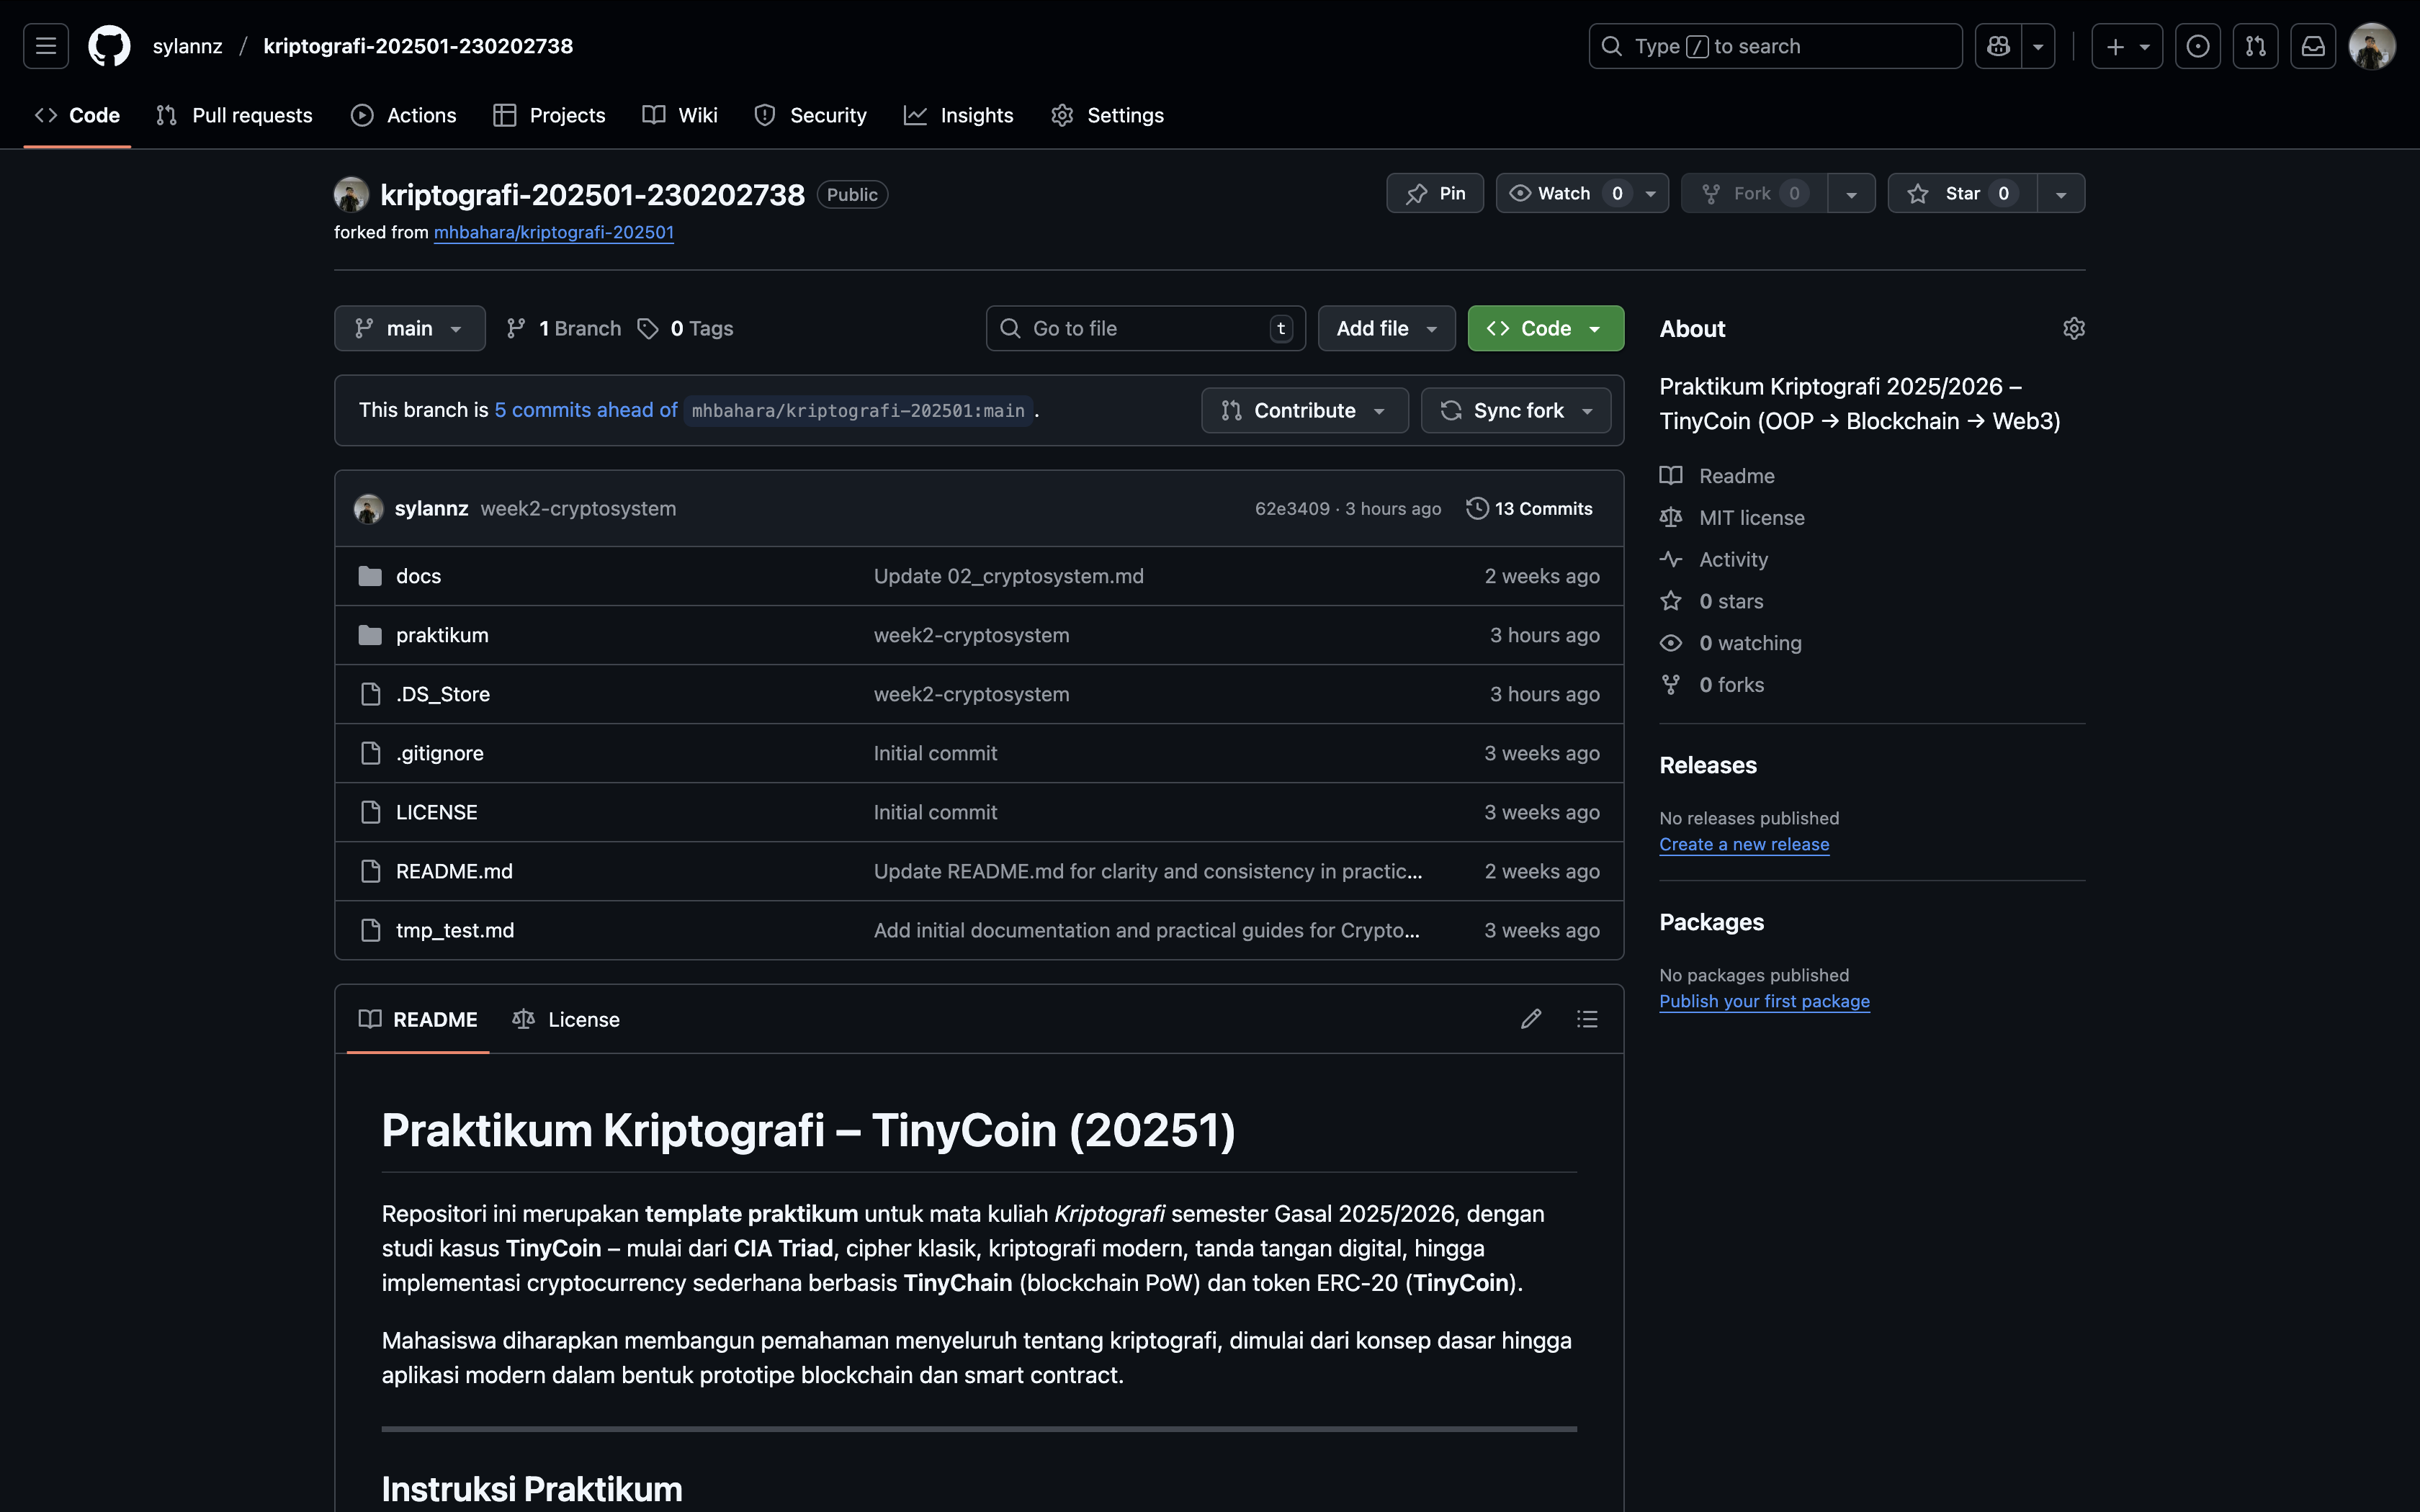 sylannz / kriptografi-202501-230202738
Type / to search
Code Pull requests Actions Projects Wiki Security Insights Settings
kriptografi-202501-230202738 Public
forked from mhbahara/kriptografi-202501
Pin Watch 0 Fork 0 Star 0
main 1 Branch 0 Tags Go to file t Add file Code
This branch is 5 commits ahead of mhbahara/kriptografi-202501:main .
Contribute Sync fork
sylannz week2-cryptosystem 62e3409 · 3 hours ago 13 Commits
docs Update 02_cryptosystem.md 2 weeks ago
praktikum week2-cryptosystem 3 hours ago
.DS_Store week2-cryptosystem 3 hours ago
.gitignore Initial commit 3 weeks ago
LICENSE Initial commit 3 weeks ago
README.md Update README.md for clarity and consistency in practic... 2 weeks ago
tmp_test.md Add initial documentation and practical guides for Crypto... 3 weeks ago
README License
Praktikum Kriptografi – TinyCoin (20251)
Repositori ini merupakan template praktikum untuk mata kuliah Kriptografi semester Gasal 2025/2026, dengan
studi kasus TinyCoin – mulai dari CIA Triad, cipher klasik, kriptografi modern, tanda tangan digital, hingga
implementasi cryptocurrency sederhana berbasis TinyChain (blockchain PoW) dan token ERC-20 (TinyCoin).
Mahasiswa diharapkan membangun pemahaman menyeluruh tentang kriptografi, dimulai dari konsep dasar hingga
aplikasi modern dalam bentuk prototipe blockchain dan smart contract.
Instruksi Praktikum
About
Praktikum Kriptografi 2025/2026 –
TinyCoin (OOP → Blockchain → Web3)
Readme
MIT license
Activity
0 stars
0 watching
0 forks
Releases
No releases published
Create a new release
Packages
No packages published
Publish your first package